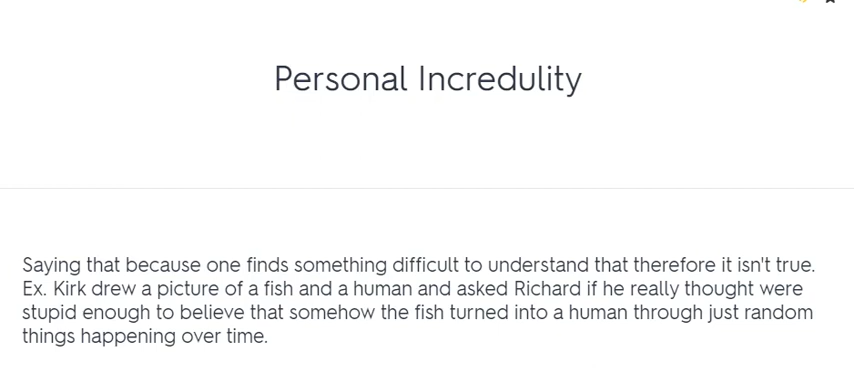 Personal Incredulity
Saying that because one finds something difficult to understand that therefore it isn't true.
Ex. Kirk drew a picture of a fish and a human and asked Richard if he really thought were
stupid enough to believe that somehow the fish turned into a human through just random
things happening over time.